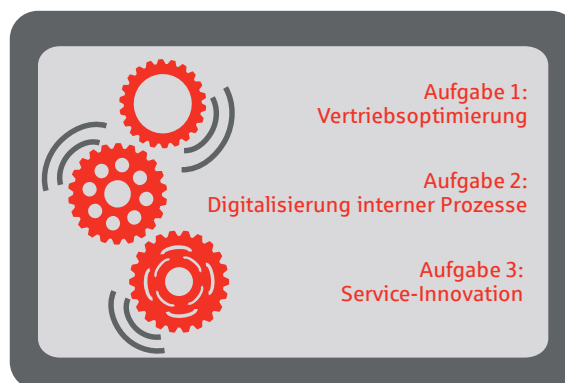 Aufgabe 1:
Vertriebsoptimierung
Aufgabe 2:
Digitalisierung interner Prozesse
Aufgabe 3:
Service-Innovation